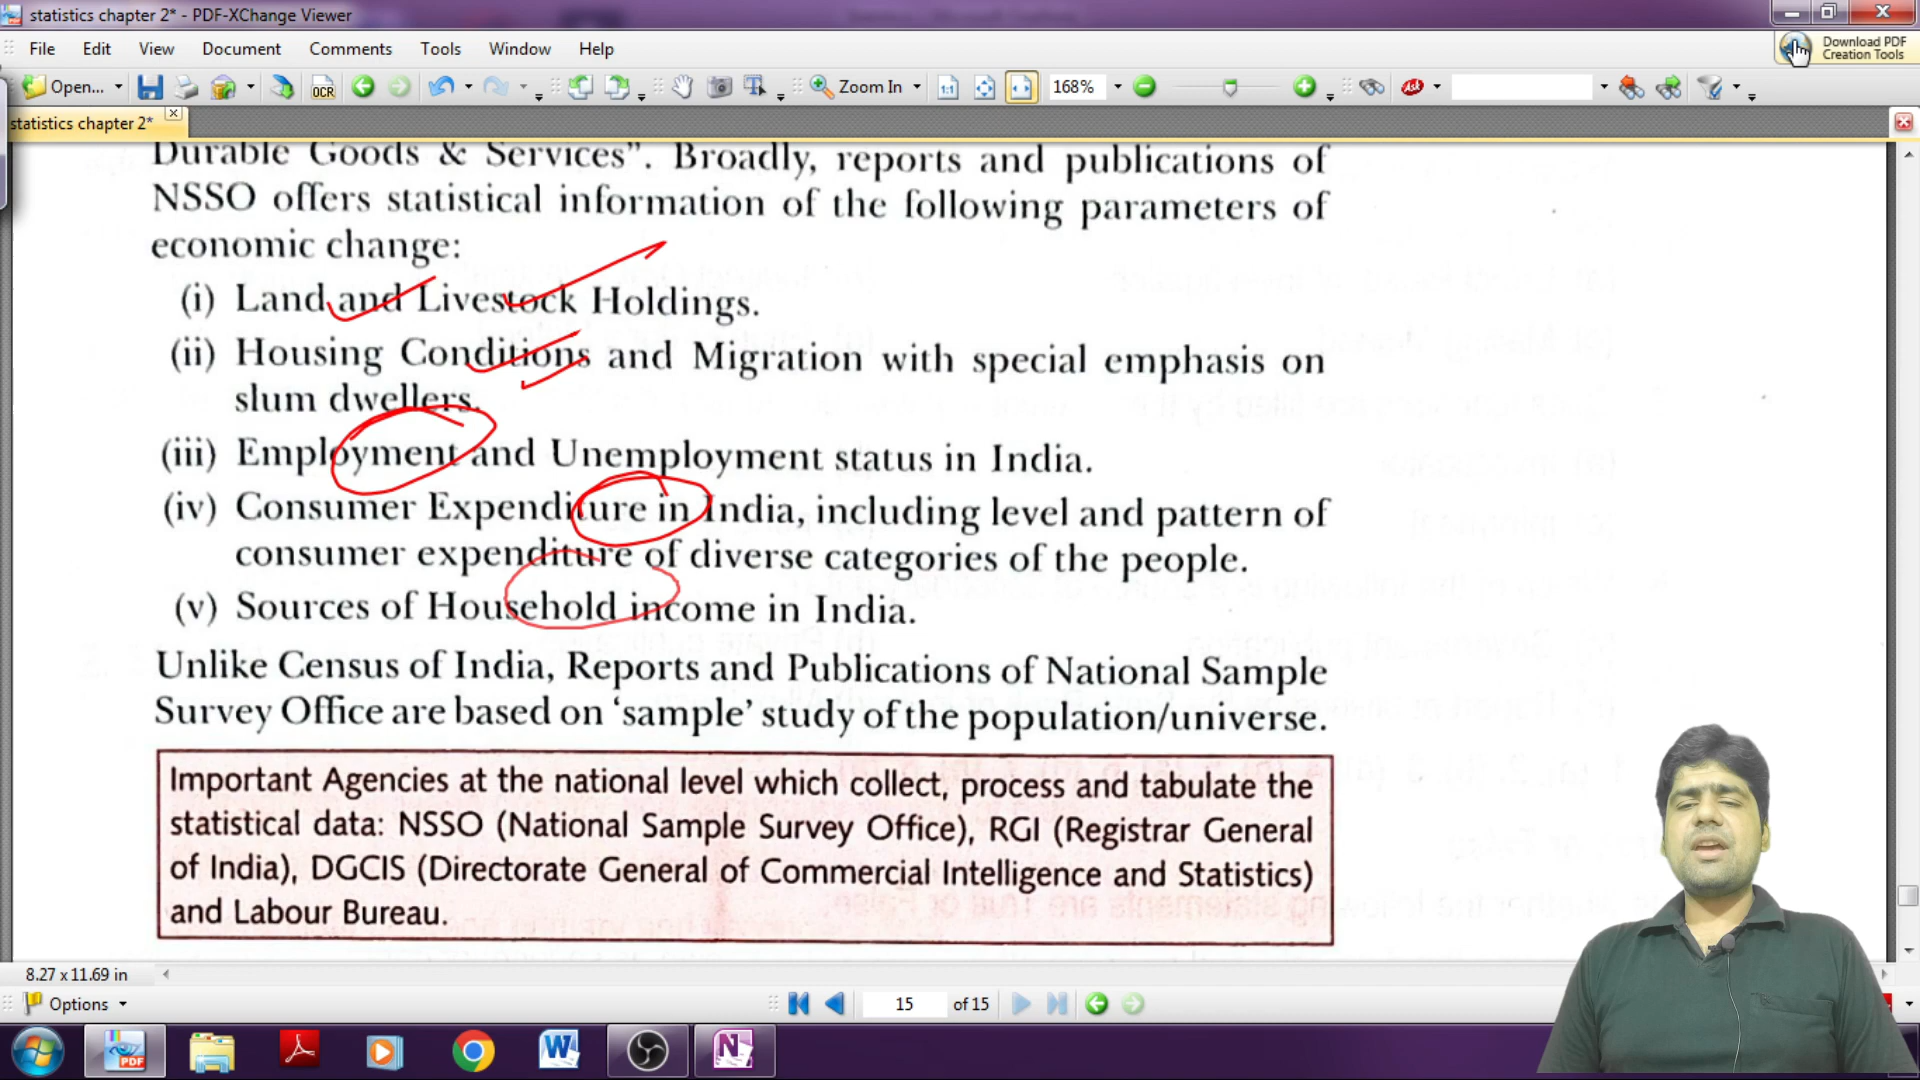 statistics chapter 2* - PDF-XChange Viewer
File Edit View Document Comments Tools Window Help
Download PDF
Creation Tools
Open... OCR Zoom In 1:1 168%
statistics chapter 2*
Durable Goods & Services”. Broadly, reports and publications of
NSSO offers statistical information of the following parameters of
economic change:
(i) Land and Livestock Holdings.
(ii) Housing Conditions and Migration with special emphasis on
slum dwellers.
(iii) Employment and Unemployment status in India.
(iv) Consumer Expenditure in India, including level and pattern of
consumer expenditure of diverse categories of the people.
(v) Sources of Household income in India.
Unlike Census of India, Reports and Publications of National Sample
Survey Office are based on ‘sample’ study of the population/universe.
Important Agencies at the national level which collect, process and tabulate the
statistical data: NSSO (National Sample Survey Office), RGI (Registrar General
of India), DGCIS (Directorate General of Commercial Intelligence and Statistics)
and Labour Bureau.
8.27 x 11.69 in
Options 15 of 15
PDF